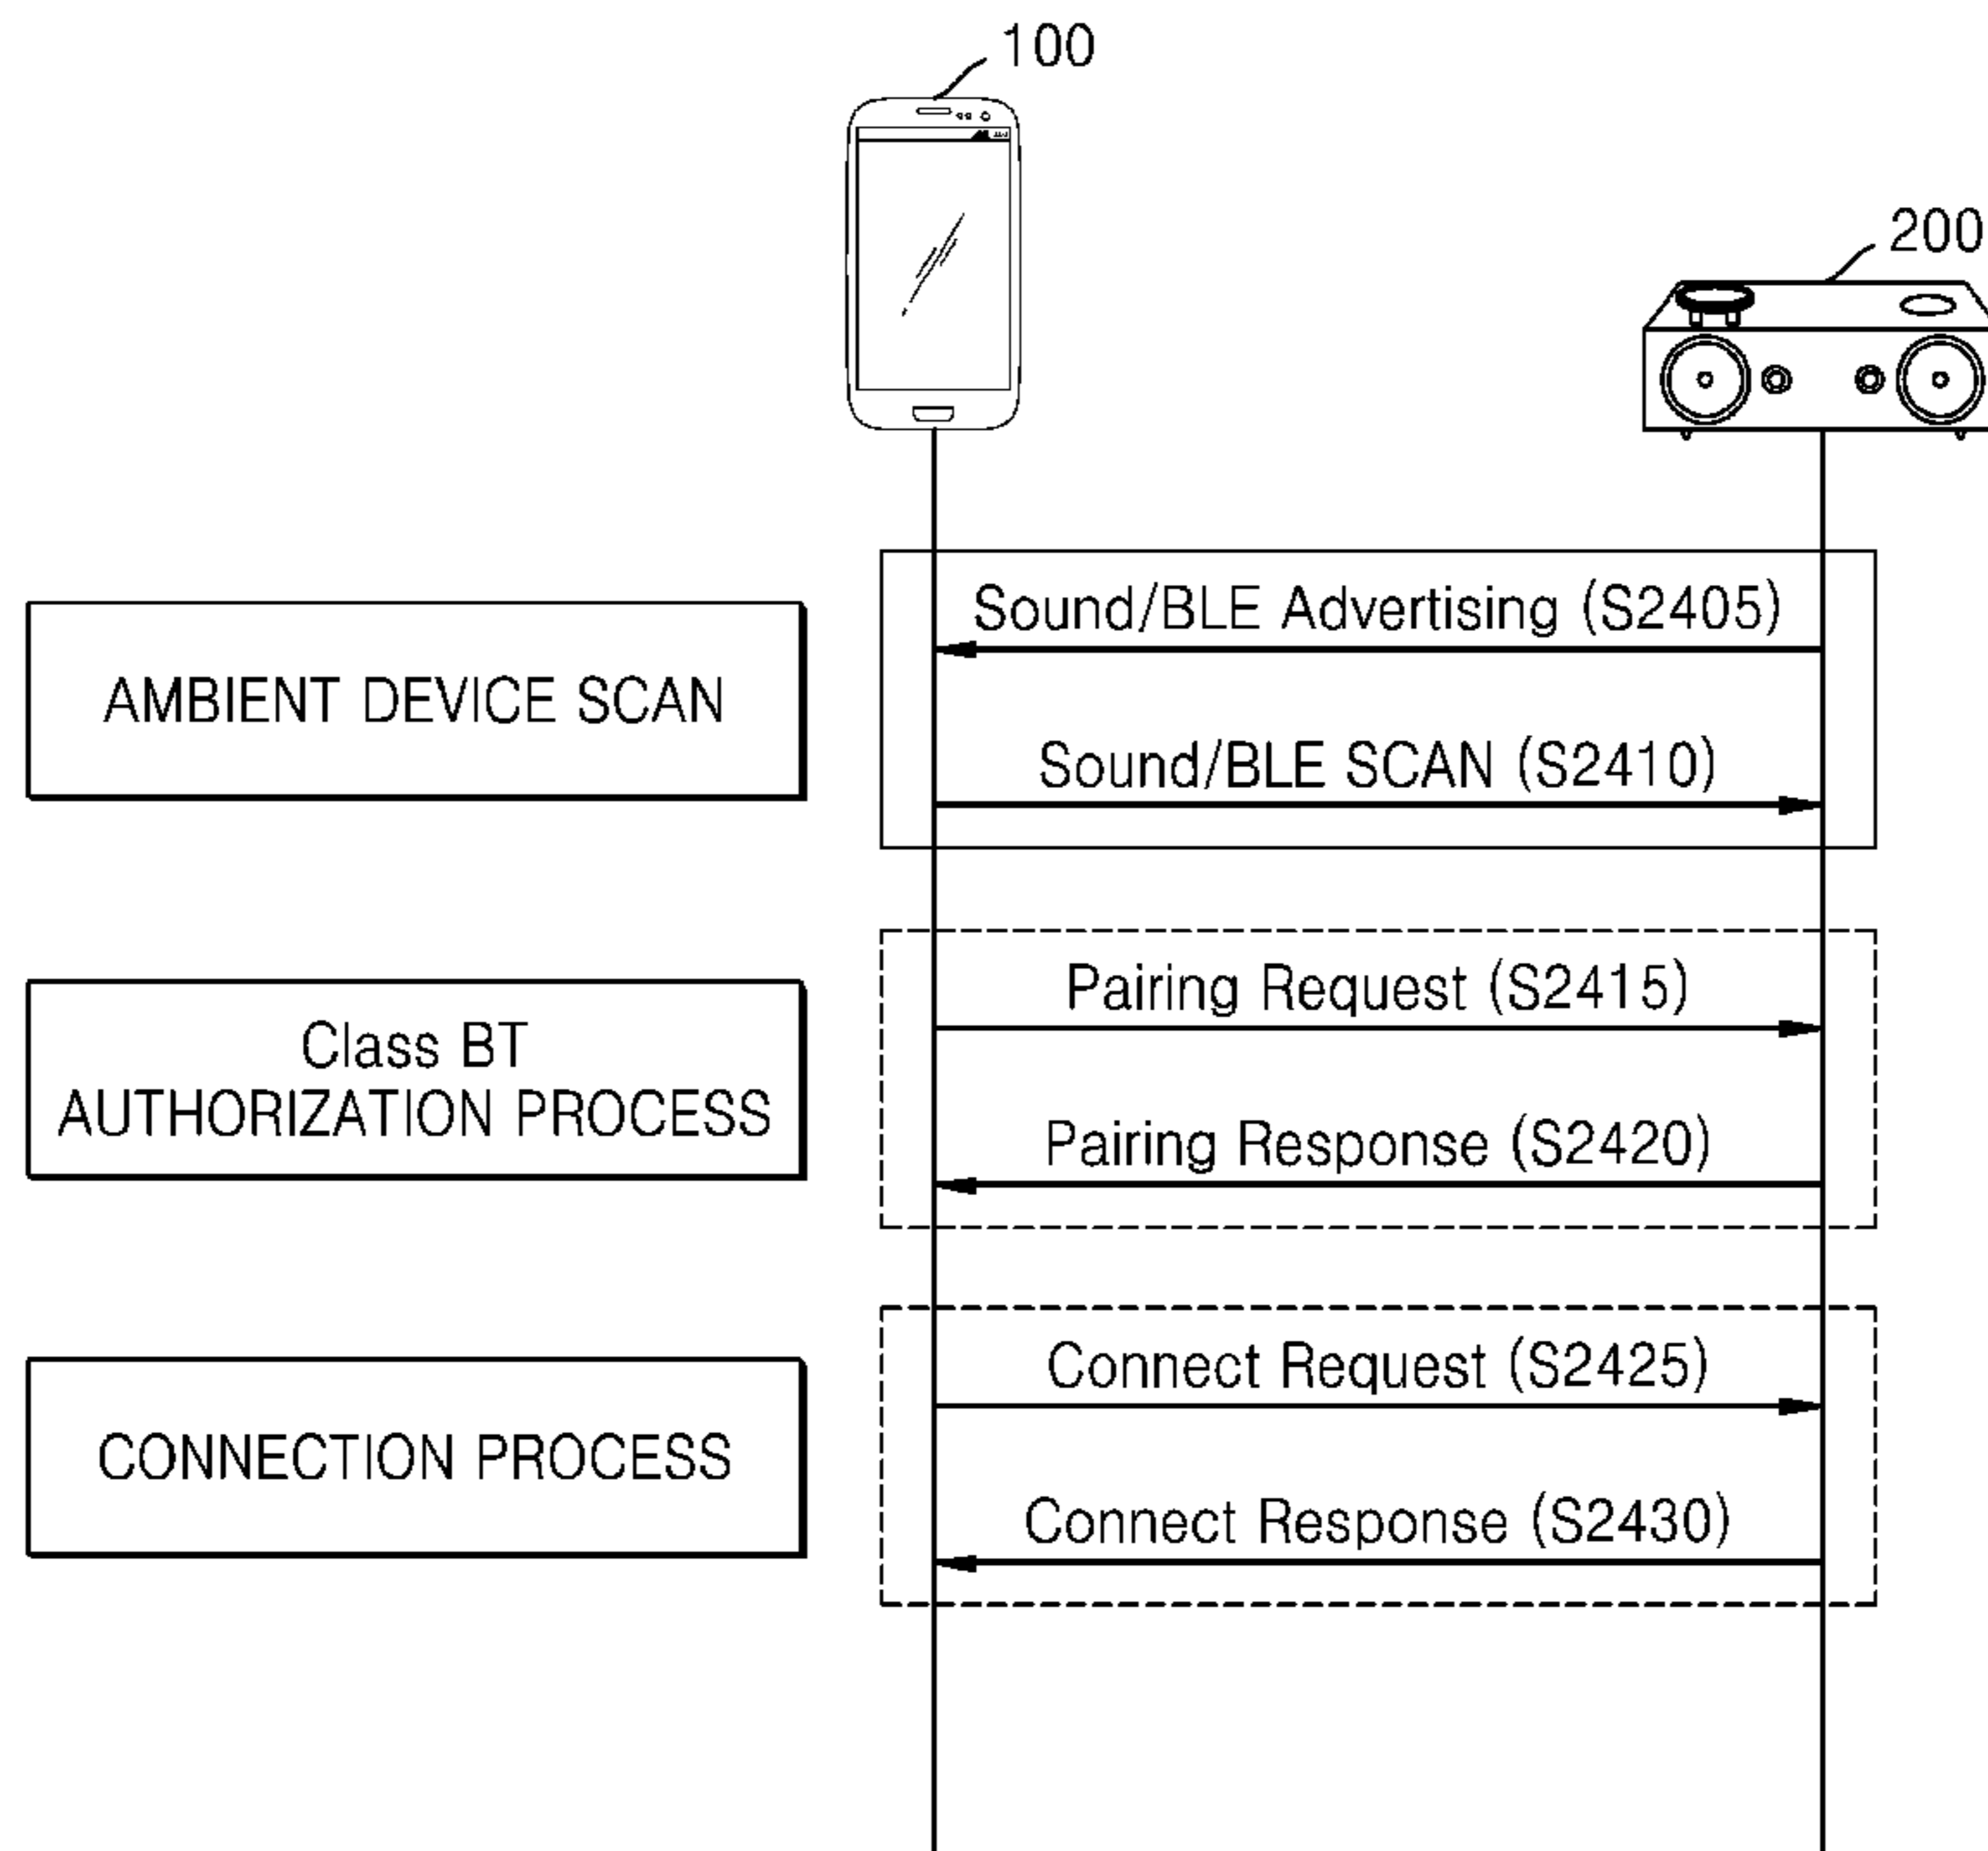 100
200
Sound/BLE Advertising (S2405)
AMBIENT DEVICE SCAN
Sound/BLE SCAN (S2410)
Pairing Request (S2415)
Class BT
AUTHORIZATION PROCESS
Pairing Response (S2420)
Connect Request (S2425)
CONNECTION PROCESS
Connect Response (S2430)